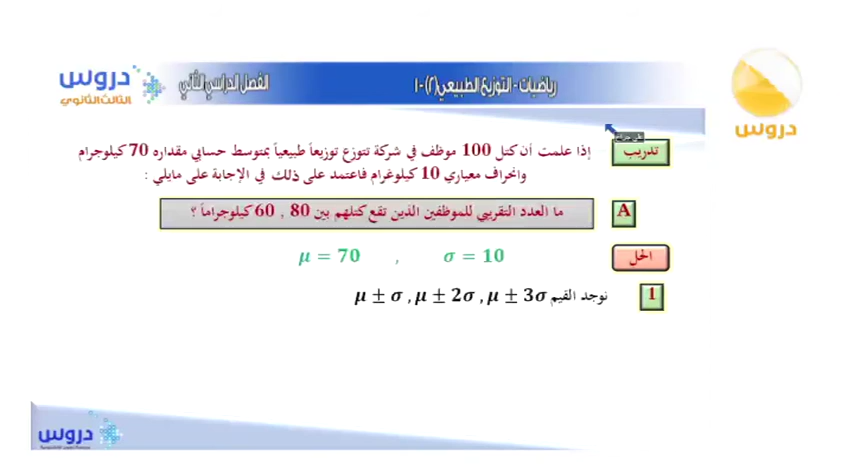 دروس
الثالث الثانوي
الفصل الدراسي الثاني
رياضيات - التوزيع الطبيعي(٢)-١
دروس
تدريب
إذا علمت أن كتل 100 موظف في شركة تتوزع توزيعاً طبيعياً بمتوسط حسابي مقداره 70 كيلوجرام
وانحراف معياري 10 كيلوغرام فاعتمد على ذلك في الإجابة على مايلي :
A
ما العدد التقريبي للموظفين الذين تقع كتلهم بين 80 , 60 كيلوجراماً ؟
الحل
μ = 70 , σ = 10
1
نوجد القيم μ ± σ , μ ± 2σ , μ ± 3σ
دروس